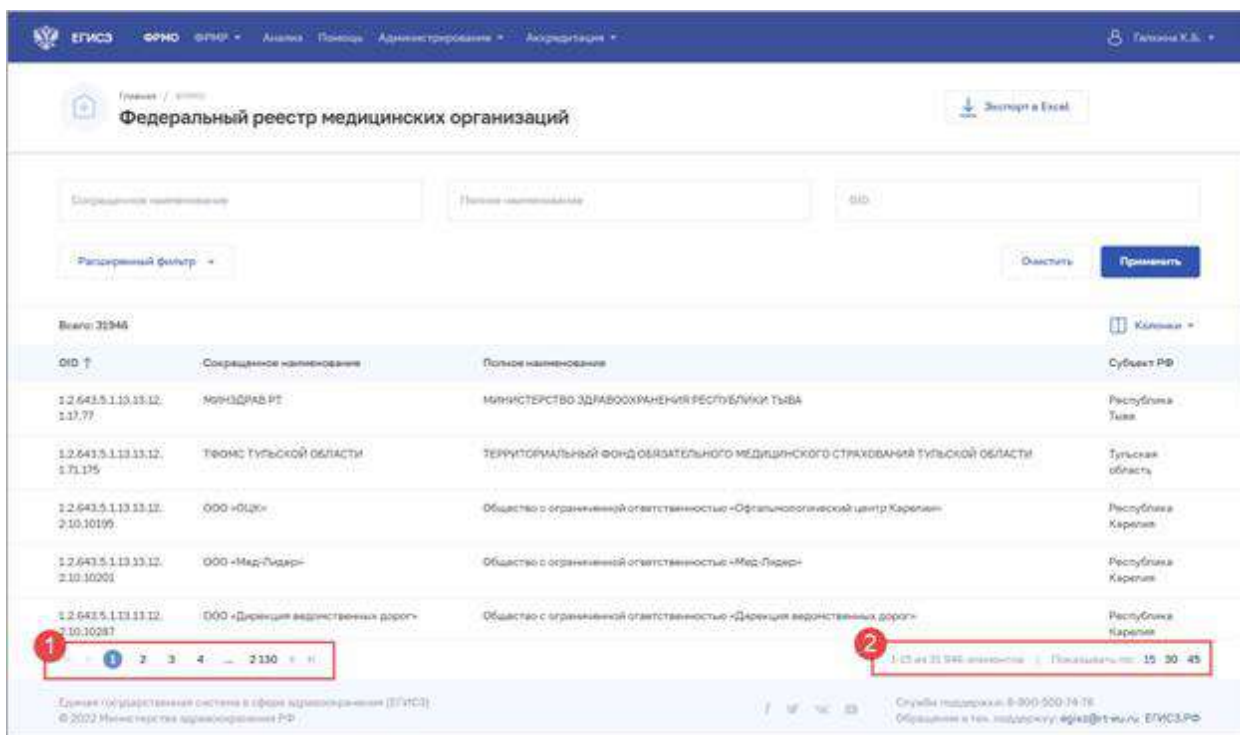 ЕГИСЗ ФРМО ФРМР Анализ Помощь Администрирование Аккредитация Галкина К.Б.
Главная / ФРМО
Федеральный реестр медицинских организаций
Экспорт в Excel
Сокращенное наименование Полное наименование OID
Расширенный фильтр Очистить Применить
Всего: 31946 Колонки
OID ↑ Сокращенное наименование Полное наименование Субъект РФ
1.2.643.5.1.13.13.12. МИНЗДРАВ РТ МИНИСТЕРСТВО ЗДРАВООХРАНЕНИЯ РЕСПУБЛИКИ ТЫВА Республика
1.17.77 Тыва
1.2.643.5.1.13.13.12. ТФОМС ТУЛЬСКОЙ ОБЛАСТИ ТЕРРИТОРИАЛЬНЫЙ ФОНД ОБЯЗАТЕЛЬНОГО МЕДИЦИНСКОГО СТРАХОВАНИЯ ТУЛЬСКОЙ ОБЛАСТИ Тульская
1.71.175 область
1.2.643.5.1.13.13.12. ООО «ОЦК» Общество с ограниченной ответственностью «Офтальмологический центр Карелии» Республика
2.10.10195 Карелия
1.2.643.5.1.13.13.12. ООО «Мед-Лидер» Общество с ограниченной ответственностью «Мед-Лидер» Республика
2.10.10201 Карелия
1.2.643.5.1.13.13.12. ООО «Дирекция ведомственных дорог» Общество с ограниченной ответственностью «Дирекция ведомственных дорог» Республика
2.10.10287 Карелия
1 2
1 2 3 4 ... 2 130 1-15 из 31 946 элементов | Показывать по: 15 30 45
Единая государственная система в сфере здравоохранения (ЕГИСЗ) Служба поддержки: 8-800-500-74-78
© 2022 Министерство здравоохранения РФ Обращение в тех. поддержку: egisz@rt-eu.ru ЕГИСЗ.РФ